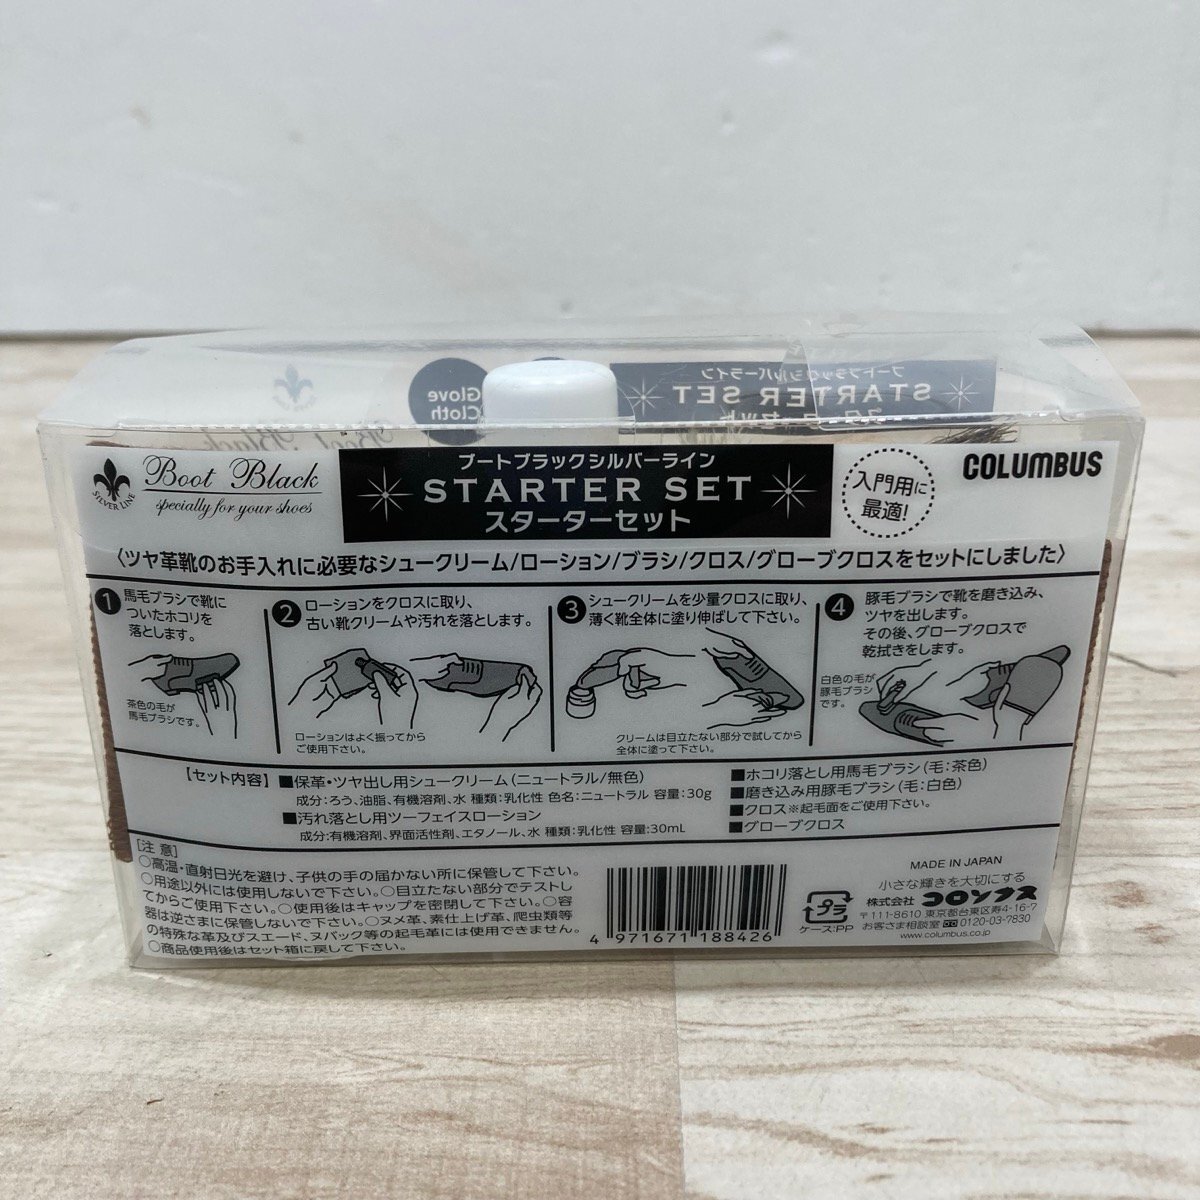 Glove
Cloth
ブートブラックシルバーライン
STARTER SET
Boot Black
SILVER LINE
specially for your shoes
ブートブラックシルバーライン
STARTER SET
スターターセット
入門用に
最適!
COLUMBUS
〈ツヤ革靴のお手入れに必要なシュークリーム/ローション/ブラシ/クロス/グローブクロスをセットにしました〉
1 馬毛ブラシで靴に
ついたホコリを
落とします。
茶色の毛が
馬毛ブラシです。
2 ローションをクロスに取り、
古い靴クリームや汚れを落とします。
ローションはよく振ってから
ご使用下さい。
3 シュークリームを少量クロスに取り、
薄く靴全体に塗り伸ばして下さい。
クリームは目立たない部分で試してから
全体に塗って下さい。
4 豚毛ブラシで靴を磨き込み、
ツヤを出します。
その後、グローブクロスで
乾拭きをします。
白色の毛が
豚毛ブラシ
です。
【セット内容】
■保革・ツヤ出し用シュークリーム(ニュートラル/無色)
成分:ろう、油脂、有機溶剤、水 種類:乳化性 色名:ニュートラル 容量:30g
■汚れ落とし用ツーフェイスローション
成分:有機溶剤、界面活性剤、エタノール、水 種類:乳化性 容量:30mL
■ホコリ落とし用馬毛ブラシ(毛:茶色)
■磨き込み用豚毛ブラシ(毛:白色)
■クロス※起毛面をご使用下さい。
■グローブクロス
[注 意]
○高温・直射日光を避け、子供の手の届かない所に保管して下さい。
○用途以外には使用しないで下さい。○目立たない部分でテストし
てからご使用下さい。○使用後はキャップを密閉して下さい。○容
器は逆さまに保管しないで下さい。○ヌメ革、素仕上げ革、爬虫類等
の特殊な革及びスエード、ヌバック等の起毛革には使用できません。
○商品使用後はセット箱に戻して下さい。
4 971671 188426
プラ
ケース:PP
MADE IN JAPAN
小さな輝きを大切にする
株式会社 コロンブス
〒111-8610 東京都台東区寿4-16-7
お客さま相談室 0120-03-7830
www.columbus.co.jp